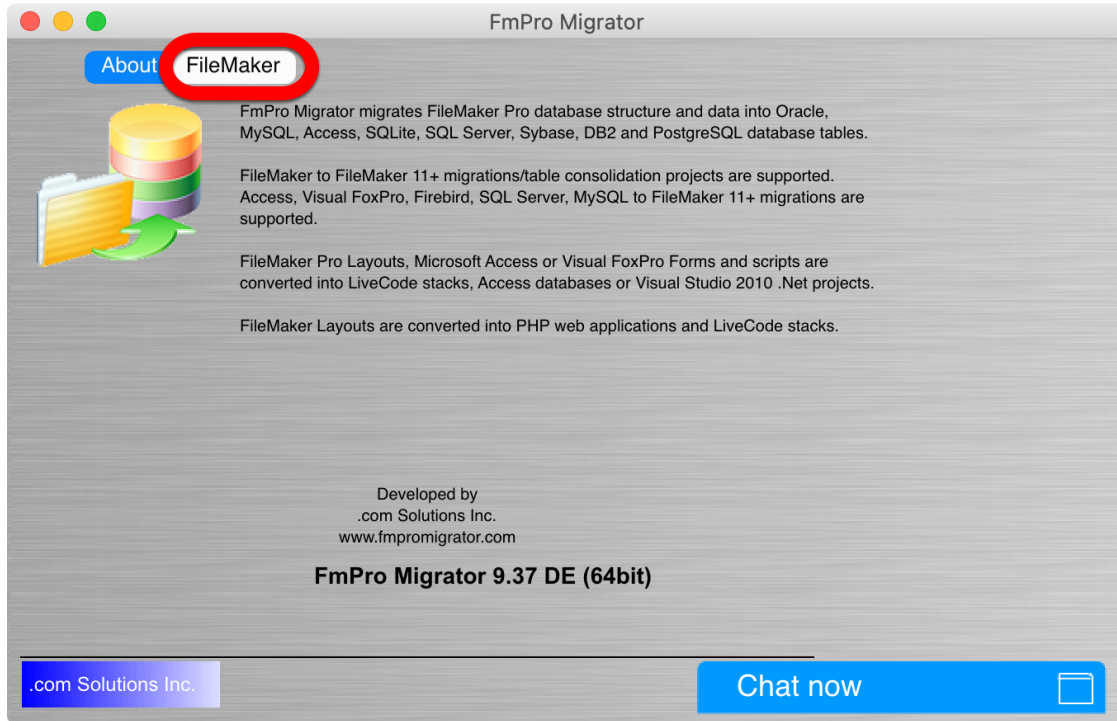 FmPro Migrator
About FileMaker
FmPro Migrator migrates FileMaker Pro database structure and data into Oracle,
MySQL, Access, SQLite, SQL Server, Sybase, DB2 and PostgreSQL database tables.
FileMaker to FileMaker 11+ migrations/table consolidation projects are supported.
Access, Visual FoxPro, Firebird, SQL Server, MySQL to FileMaker 11+ migrations are
supported.
FileMaker Pro Layouts, Microsoft Access or Visual FoxPro Forms and scripts are
converted into LiveCode stacks, Access databases or Visual Studio 2010 .Net projects.
FileMaker Layouts are converted into PHP web applications and LiveCode stacks.
Developed by
.com Solutions Inc.
www.fmpromigrator.com
FmPro Migrator 9.37 DE (64bit)
.com Solutions Inc.
Chat now